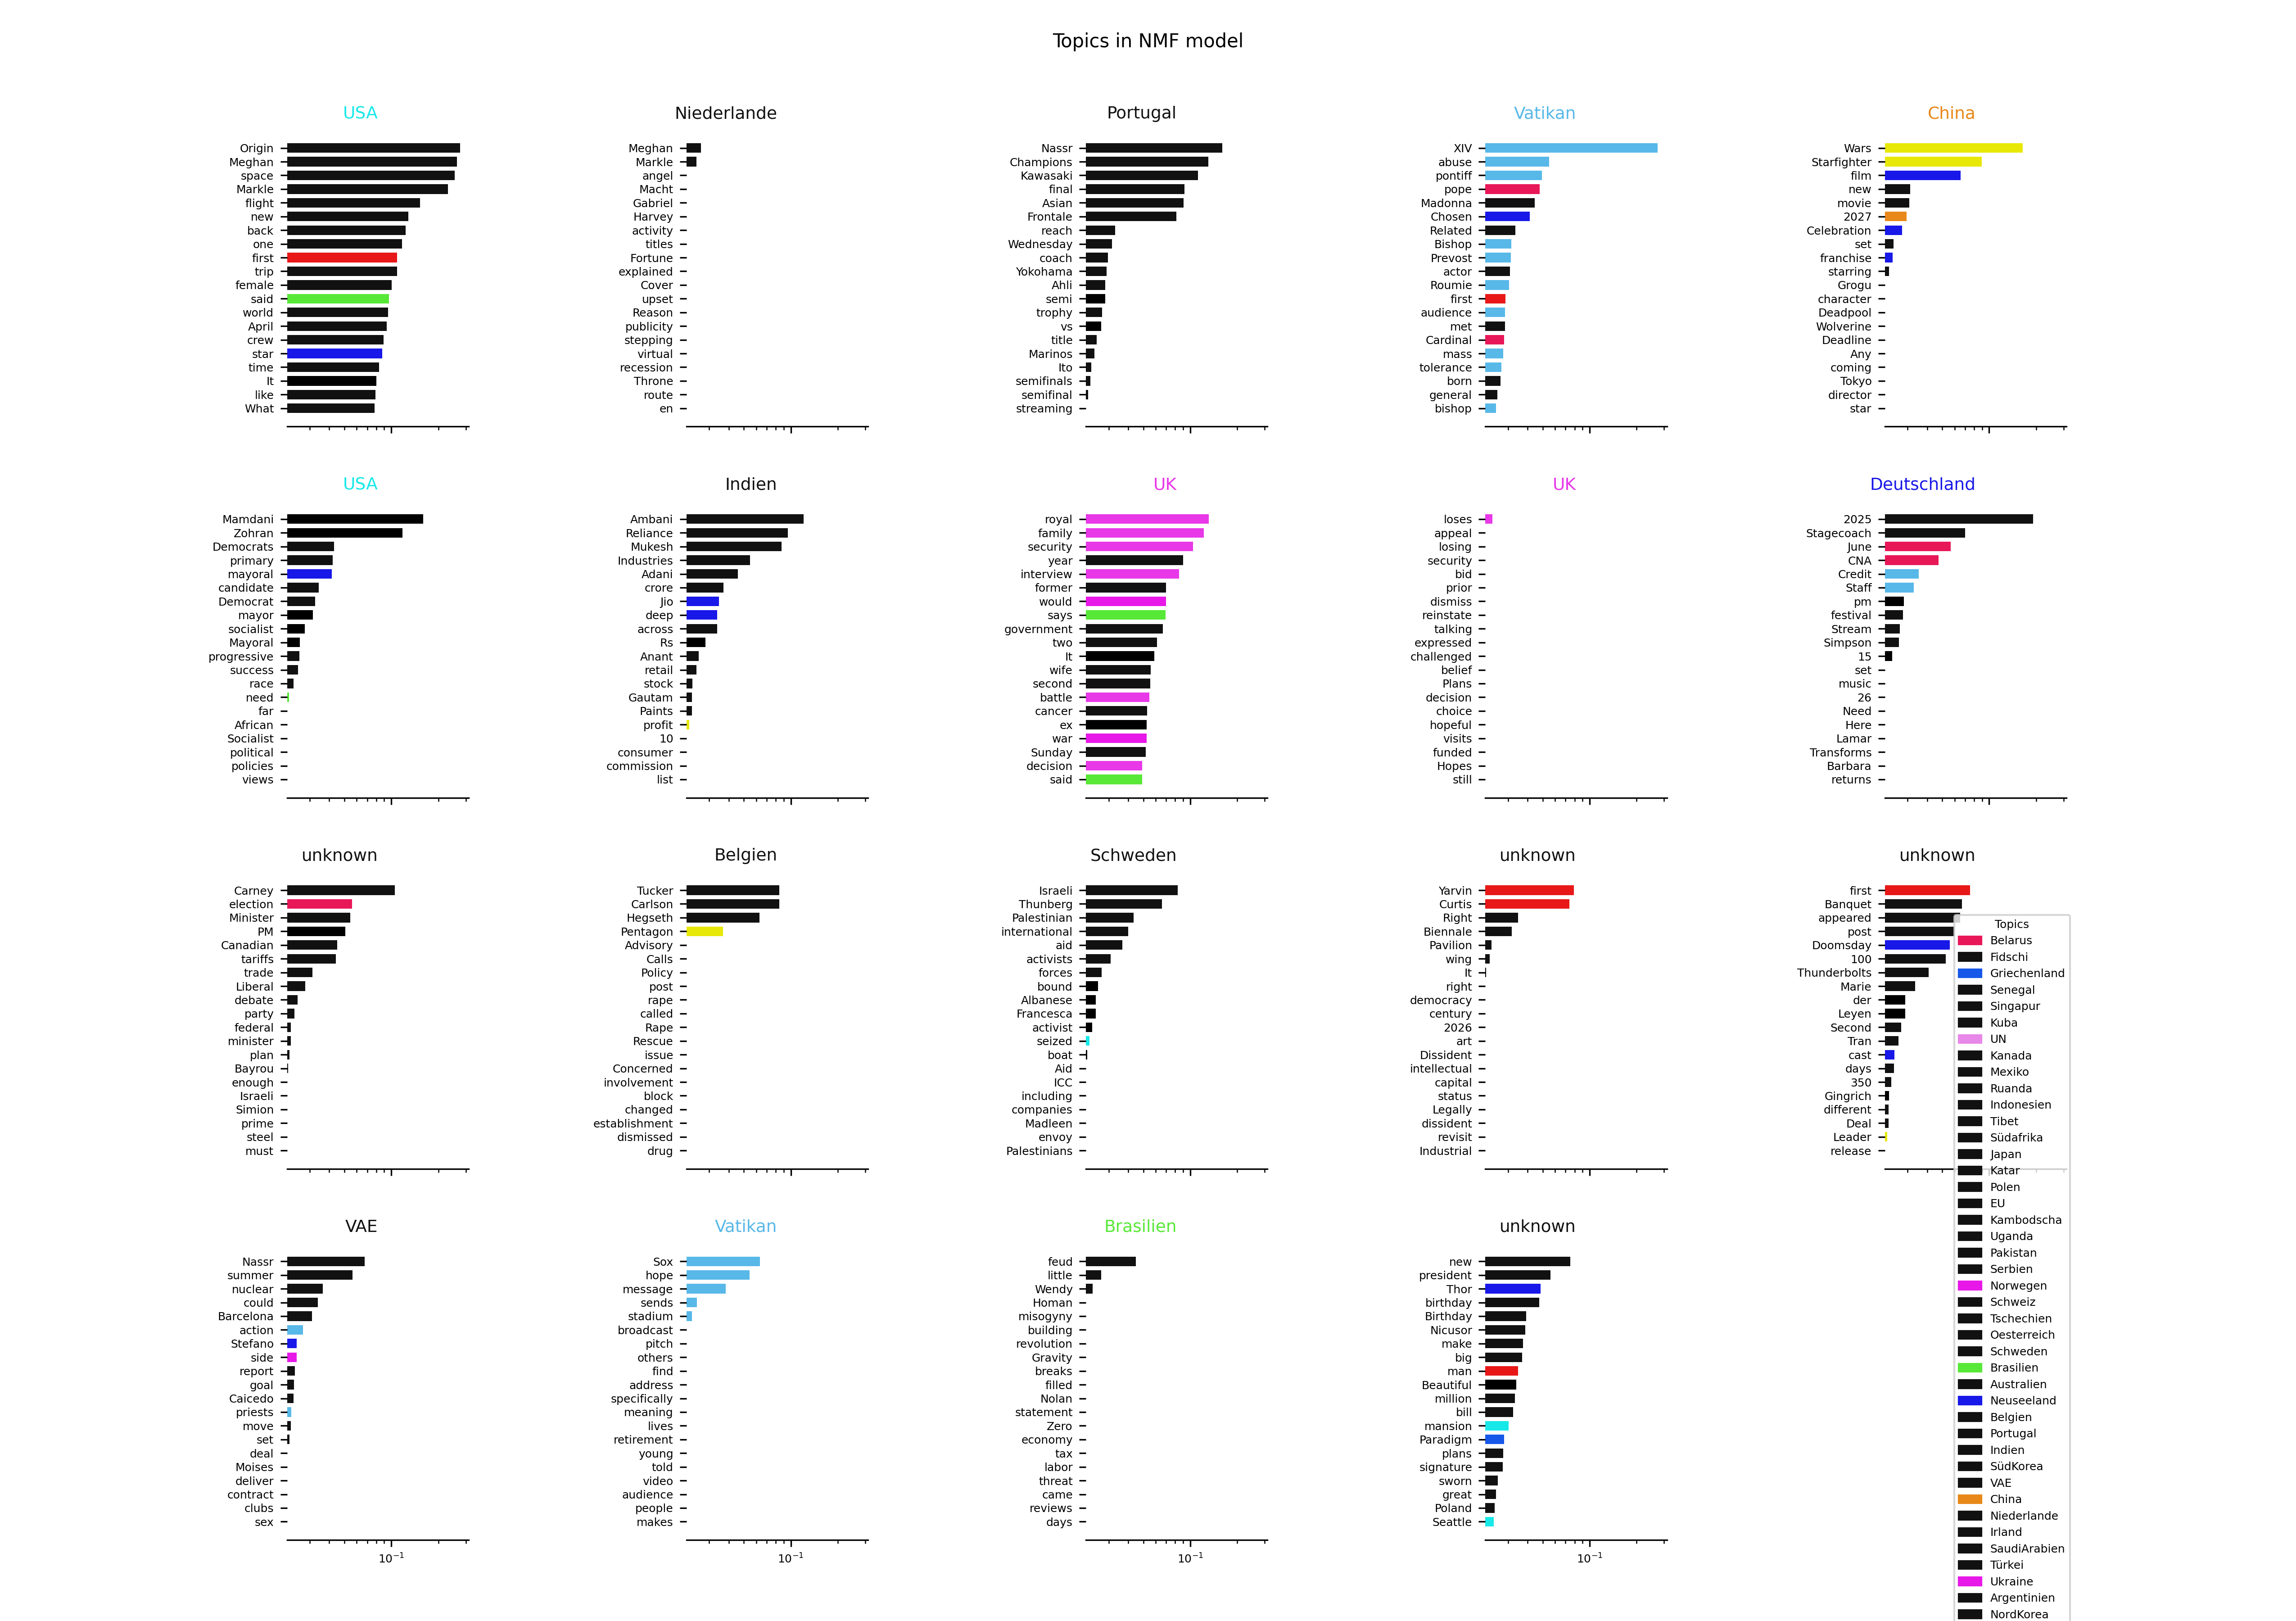 Topics in NMF model
USA
Origin
Meghan
space
Markle
flight
new
back
one
first
trip
female
said
world
April
crew
star
time
It
like
What
Niederlande
Meghan
Markle
angel
Macht
Gabriel
Harvey
activity
titles
Fortune
explained
Cover
upset
Reason
publicity
stepping
virtual
recession
Throne
route
en
Portugal
Nassr
Champions
Kawasaki
final
Asian
Frontale
reach
Wednesday
coach
Yokohama
Ahli
semi
trophy
vs
title
Marinos
Ito
semifinals
semifinal
streaming
Vatikan
XIV
abuse
pontiff
pope
Madonna
Chosen
Related
Bishop
Prevost
actor
Roumie
first
audience
met
Cardinal
mass
tolerance
born
general
bishop
China
Wars
Starfighter
film
new
movie
2027
Celebration
set
franchise
starring
Grogu
character
Deadpool
Wolverine
Deadline
Any
coming
Tokyo
director
star
USA
Mamdani
Zohran
Democrats
primary
mayoral
candidate
Democrat
mayor
socialist
Mayoral
progressive
success
race
need
far
African
Socialist
political
policies
views
Indien
Ambani
Reliance
Mukesh
Industries
Adani
crore
Jio
deep
across
Rs
Anant
retail
stock
Gautam
Paints
profit
10
consumer
commission
list
UK
royal
family
security
year
interview
former
would
says
government
two
It
wife
second
battle
cancer
ex
war
Sunday
decision
said
UK
loses
appeal
losing
security
bid
prior
dismiss
reinstate
talking
expressed
challenged
belief
Plans
decision
choice
hopeful
visits
funded
Hopes
still
Deutschland
2025
Stagecoach
June
CNA
Credit
Staff
pm
festival
Stream
Simpson
15
set
music
26
Need
Here
Lamar
Transforms
Barbara
returns
unknown
Carney
election
Minister
PM
Canadian
tariffs
trade
Liberal
debate
party
federal
minister
plan
Bayrou
enough
Israeli
Simion
prime
steel
must
Belgien
Tucker
Carlson
Hegseth
Pentagon
Advisory
Calls
Policy
post
rape
called
Rape
Rescue
issue
Concerned
involvement
block
changed
establishment
dismissed
drug
Schweden
Israeli
Thunberg
Palestinian
international
aid
activists
forces
bound
Albanese
Francesca
activist
seized
boat
Aid
ICC
including
companies
Madleen
envoy
Palestinians
unknown
Yarvin
Curtis
Right
Biennale
Pavilion
wing
It
right
democracy
century
2026
art
Dissident
intellectual
capital
status
Legally
dissident
revisit
Industrial
unknown
first
Banquet
appeared
post
Doomsday
100
Thunderbolts
Marie
der
Leyen
Second
Tran
cast
days
350
Gingrich
different
Deal
Leader
release
VAE
Nassr
summer
nuclear
could
Barcelona
action
Stefano
side
report
goal
Caicedo
priests
move
set
deal
Moises
deliver
contract
clubs
sex
10⁻¹
Vatikan
Sox
hope
message
sends
stadium
broadcast
pitch
others
find
address
specifically
meaning
lives
retirement
young
told
video
audience
people
makes
10⁻¹
Brasilien
feud
little
Wendy
Homan
misogyny
building
revolution
Gravity
breaks
filled
Nolan
statement
Zero
economy
tax
labor
threat
came
reviews
days
10⁻¹
unknown
new
president
Thor
birthday
Birthday
Nicusor
make
big
man
Beautiful
million
bill
mansion
Paradigm
plans
signature
sworn
great
Poland
Seattle
10⁻¹
Topics
Belarus
Fidschi
Griechenland
Senegal
Singapur
Kuba
UN
Kanada
Mexiko
Ruanda
Indonesien
Tibet
Südafrika
Japan
Katar
Polen
EU
Kambodscha
Uganda
Pakistan
Serbien
Norwegen
Schweiz
Tschechien
Oesterreich
Schweden
Brasilien
Australien
Neuseeland
Belgien
Portugal
Indien
SüdKorea
VAE
China
Niederlande
Irland
SaudiArabien
Türkei
Ukraine
Argentinien
NordKorea